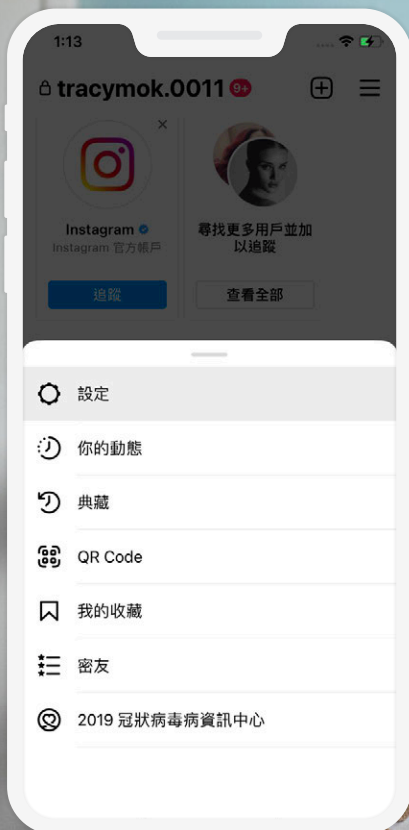 1:13
tracymok.0011 9+
Instagram
Instagram 官方帳戶
追蹤
尋找更多用戶並加
以追蹤
查看全部
設定
你的動態
典藏
QR Code
我的收藏
密友
2019 冠狀病毒病資訊中心